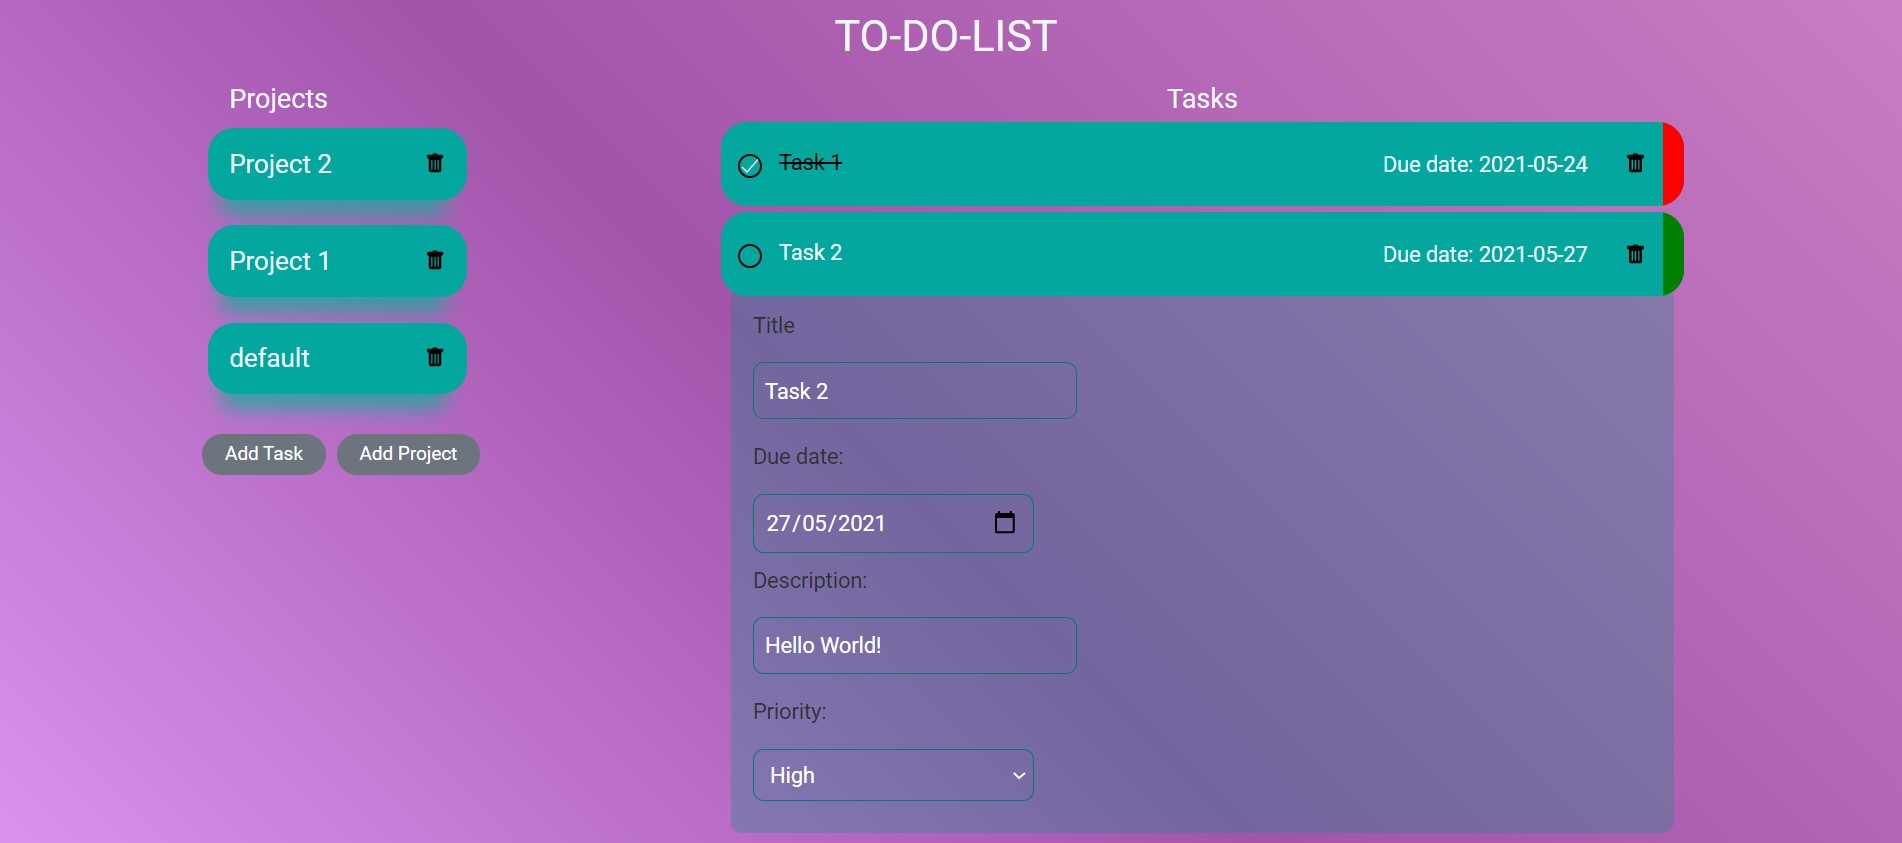 TO-DO-LIST
Projects
Project 2
Project 1
default
Add Task Add Project
Tasks
Task 1 Due date: 2021-05-24
Task 2 Due date: 2021-05-27
Title
Task 2
Due date:
27/05/2021
Description:
Hello World!
Priority:
High